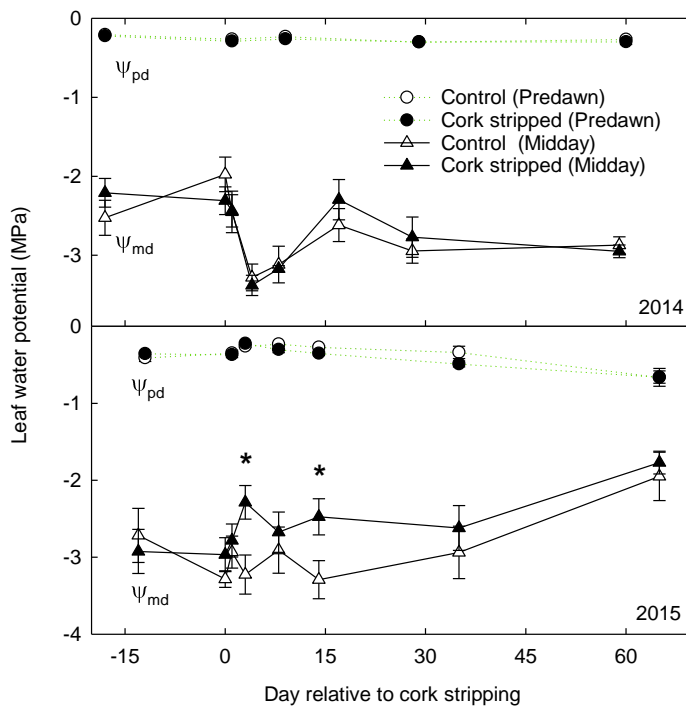 0
ψpd
-1
Control (Predawn)
Cork stripped (Predawn)
Control (Midday)
Cork stripped (Midday)
-2
ψmd
-3
2014
Leaf water potential (MPa)
0
ψpd
-1
* *
-2
-3
ψmd
2015
-4
-15 0 15 30 45 60
Day relative to cork stripping